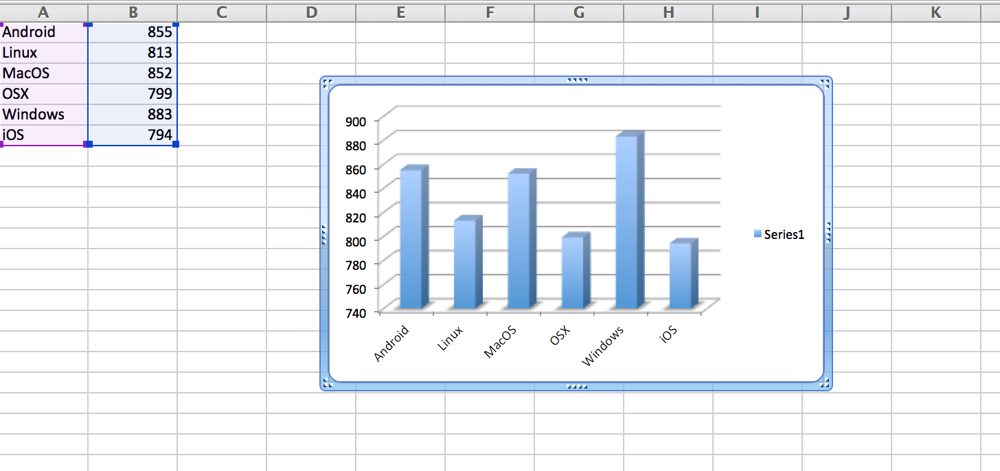 A B C D E F G H I J K
Android 855
Linux 813
MacOS 852
OSX 799
Windows 883
iOS 794
900
880
860
840
820
800
780
760
740
Android Linux MacOS OSX Windows iOS
Series1